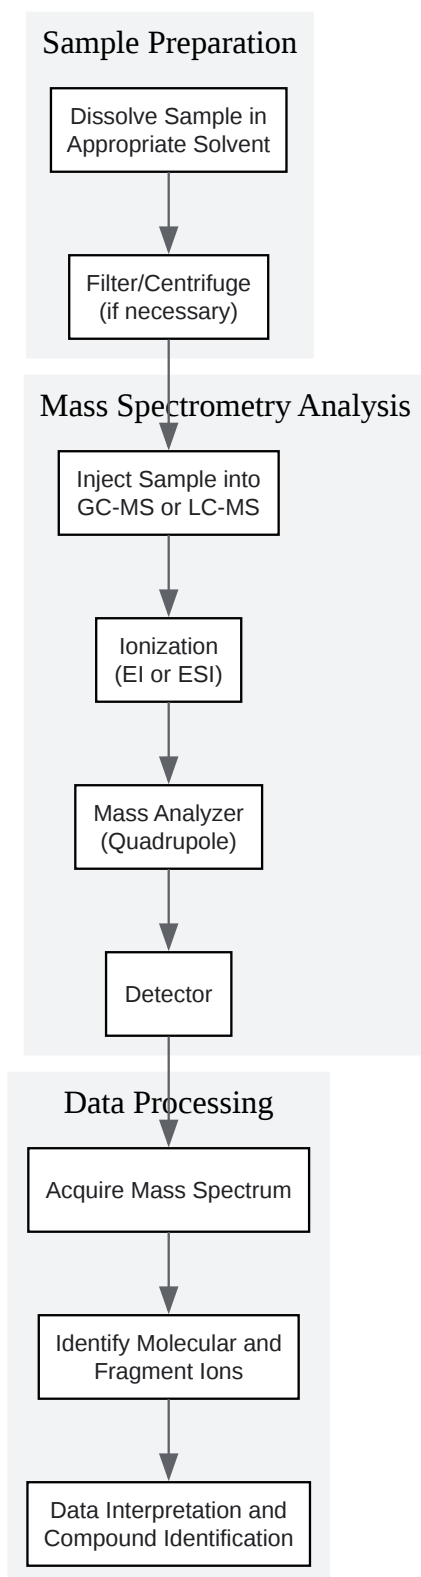 Sample Preparation
Dissolve Sample in
Appropriate Solvent
Filter/Centrifuge
(if necessary)
Mass Spectrometry Analysis
Inject Sample into
GC-MS or LC-MS
Ionization
(EI or ESI)
Mass Analyzer
(Quadrupole)
Detector
Data Processing
Acquire Mass Spectrum
Identify Molecular and
Fragment Ions
Data Interpretation and
Compound Identification